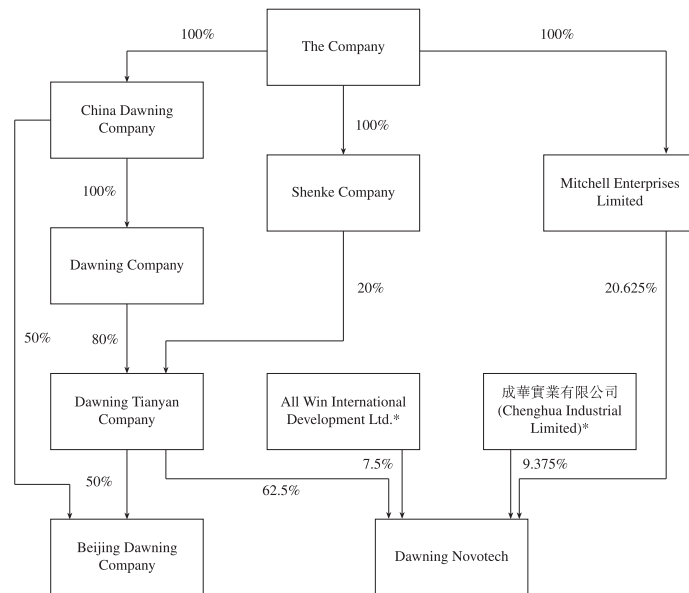 The Company
100%
100%
100%
China Dawning
Company
Shenke Company
Mitchell Enterprises
Limited
100%
Dawning Company
20%
20.625%
50%
80%
Dawning Tianyan
Company
All Win International
Development Ltd.*
成華實業有限公司
(Chenghua Industrial
Limited)*
50%
62.5%
7.5%
9.375%
Beijing Dawning
Company
Dawning Novotech